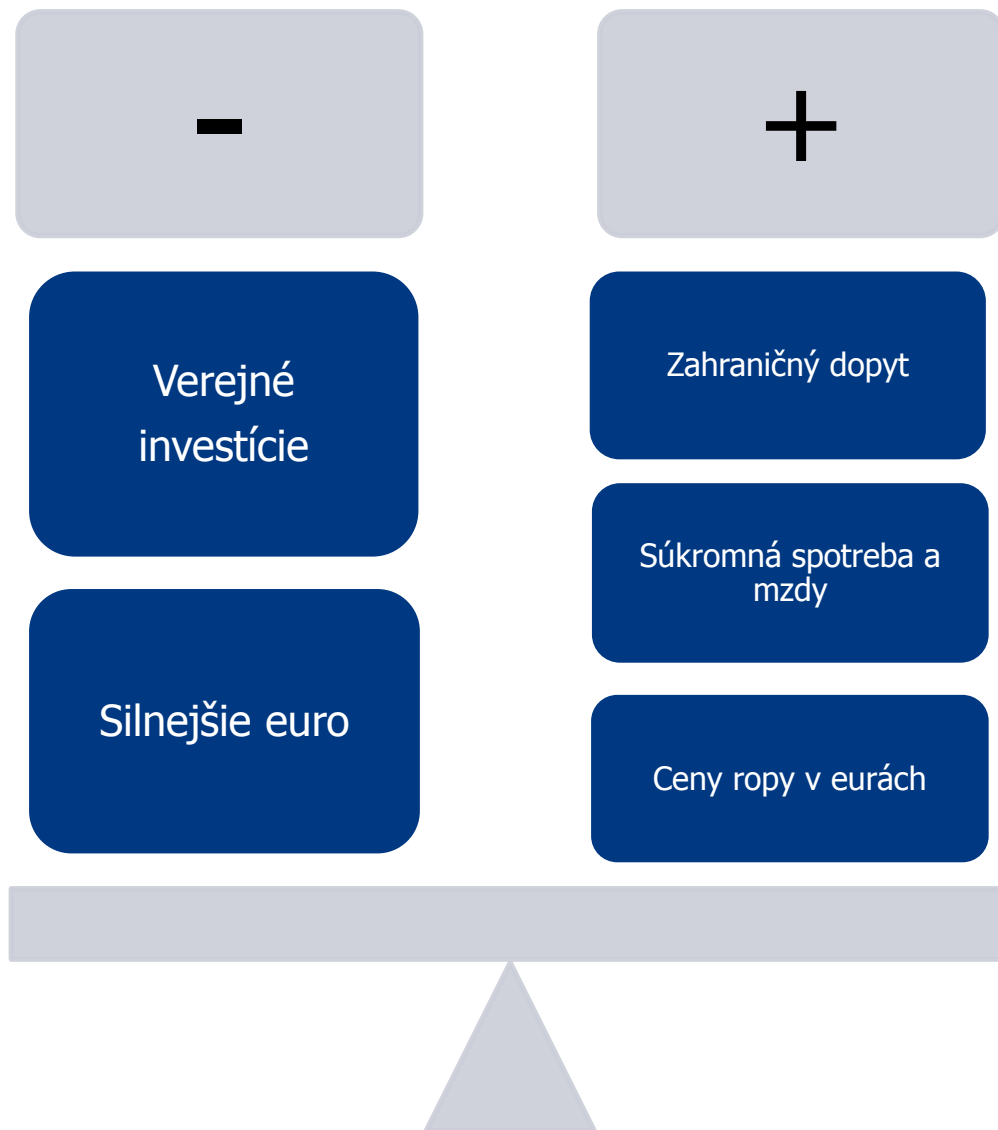 -
+
Verejné
investície
Silnejšie euro
Zahraničný dopyt
Súkromná spotreba a
mzdy
Ceny ropy v eurách